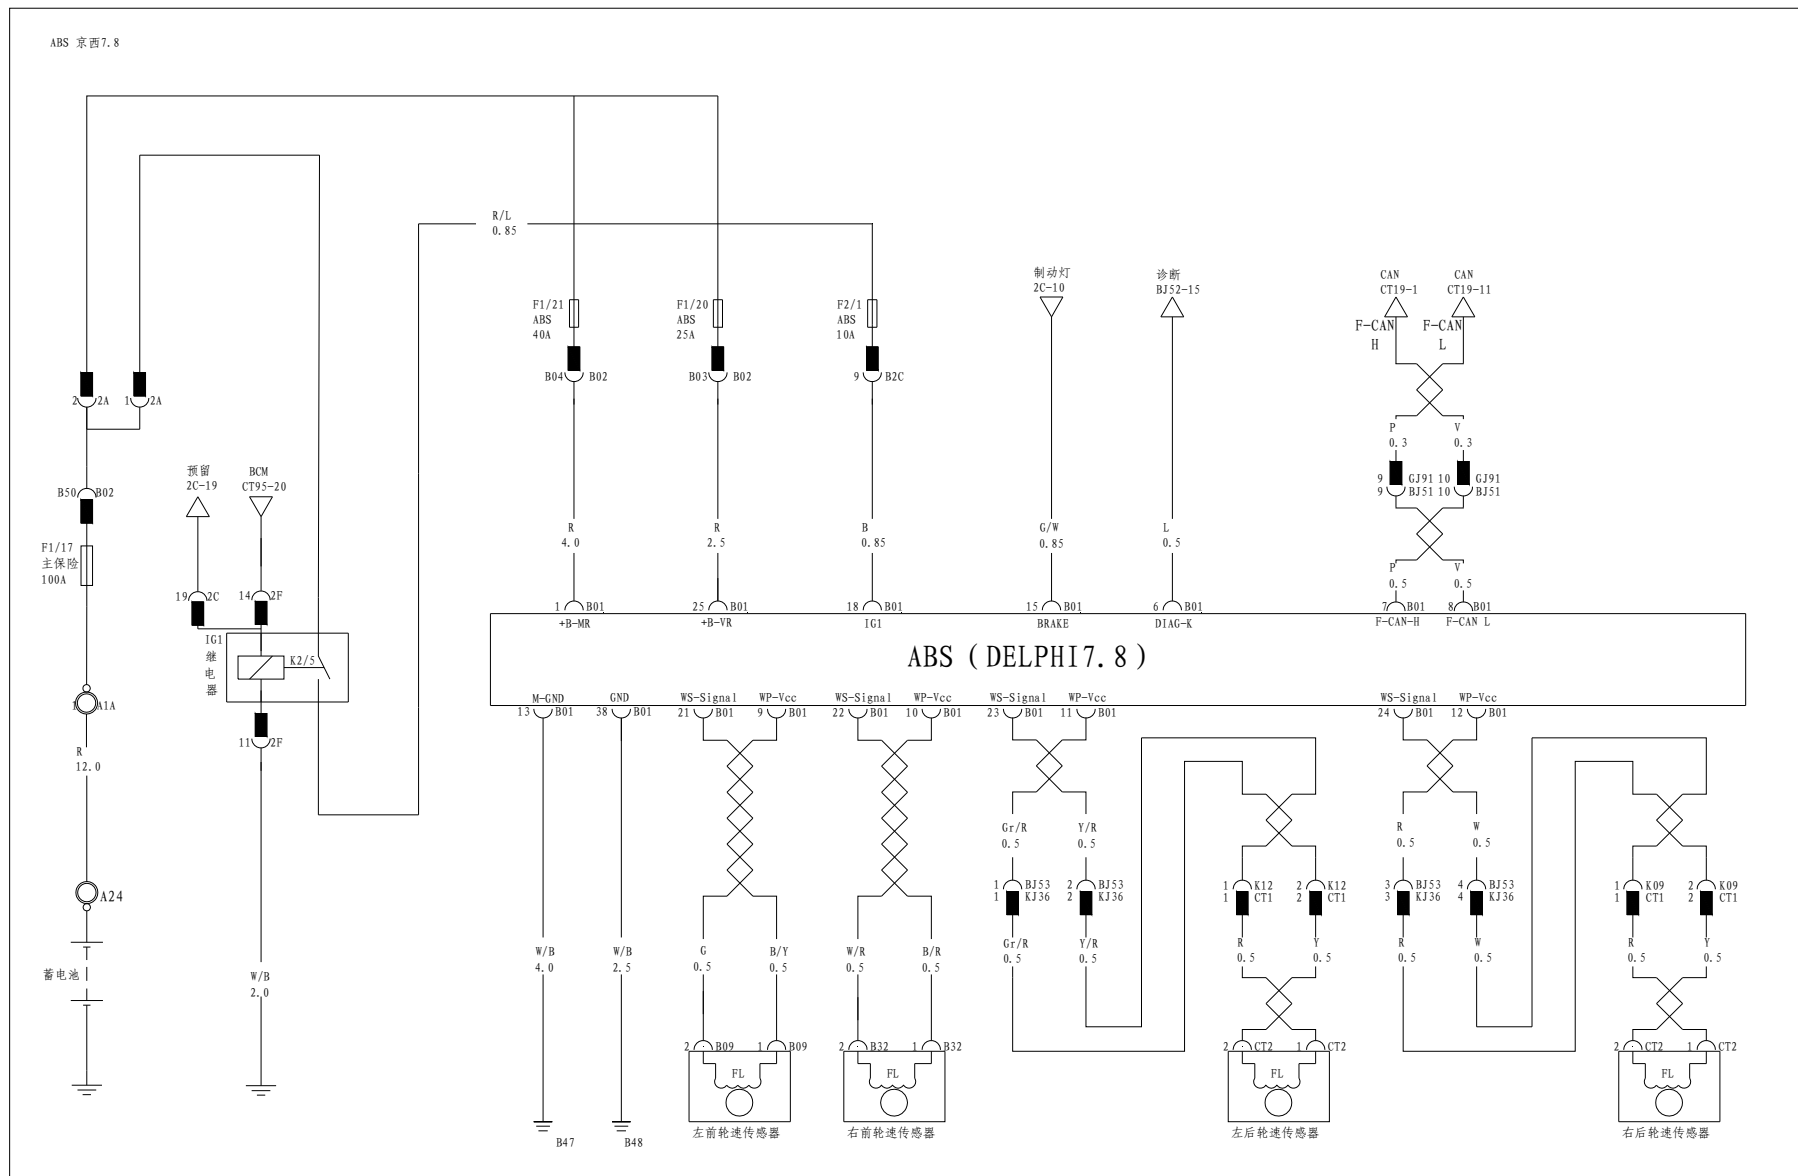 ABS 京西7.8
R/L
0.85
制动灯
2C-10
诊断
BJ52-15
CAN
CT19-1
CAN
CT19-11
F-CAN
H
F-CAN
L
F1/21
ABS
40A
F1/20
ABS
25A
F2/1
ABS
10A
B04 B02
B03 B02
9 B2C
2 2A
1 2A
P
0.3
V
0.3
9 GJ91
9 BJ51
10 GJ91
10 BJ51
预留
2C-19
BCM
CT95-20
B50 B02
F1/17
主保险
100A
R
4.0
R
2.5
B
0.85
G/W
0.85
L
0.5
P
0.5
V
0.5
19 2C
14 2F
1 B01
25 B01
18 B01
15 B01
6 B01
7 B01
8 B01
+B-MR
+B-VR
IG1
BRAKE
DIAG-K
F-CAN-H
F-CAN L
IG1
继
电
器
K2/5
ABS (DELPHI7.8)
M-GND
GND
WS-Signal
WP-Vcc
WS-Signal
WP-Vcc
WS-Signal
WP-Vcc
WS-Signal
WP-Vcc
1 A1A
13 B01
38 B01
21 B01
9 B01
22 B01
10 B01
23 B01
11 B01
24 B01
12 B01
11 2F
R
12.0
Gr/R
0.5
Y/R
0.5
R
0.5
W
0.5
A24
1 BJ53
1 KJ36
2 BJ53
2 KJ36
1 K12
1 CT1
2 K12
2 CT1
3 BJ53
3 KJ36
4 BJ53
4 KJ36
1 K09
1 CT1
2 K09
2 CT1
蓄电池
W/B
2.0
W/B
4.0
W/B
2.5
G
0.5
B/Y
0.5
W/R
0.5
B/R
0.5
Gr/R
0.5
Y/R
0.5
R
0.5
Y
0.5
R
0.5
W
0.5
R
0.5
Y
0.5
2 B09
1 B09
2 B32
1 B32
2 CT2
1 CT2
2 CT2
1 CT2
FL
FL
FL
FL
B47
B48
左前轮速传感器
右前轮速传感器
左后轮速传感器
右后轮速传感器